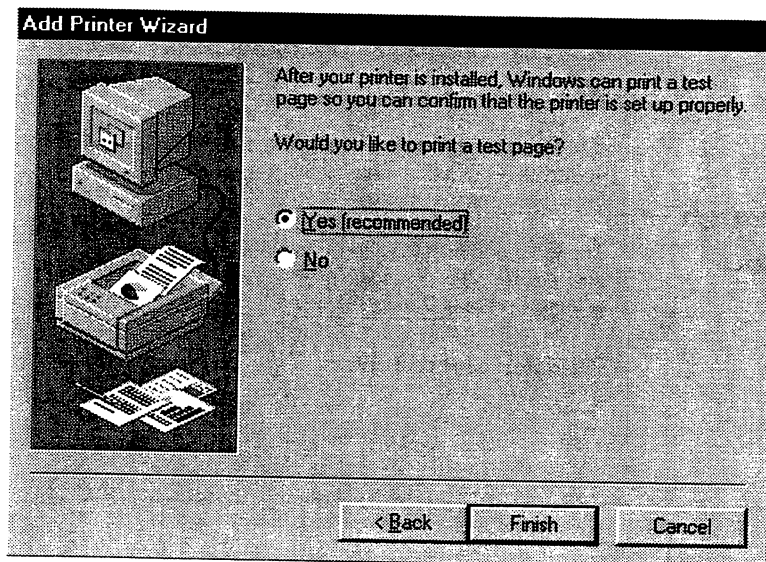 Add Printer Wizard
After your printer is installed, Windows can print a test
page so you can confirm that the printer is set up properly.
Would you like to print a test page?
Yes (recommended)
No
< Back
Finish
Cancel